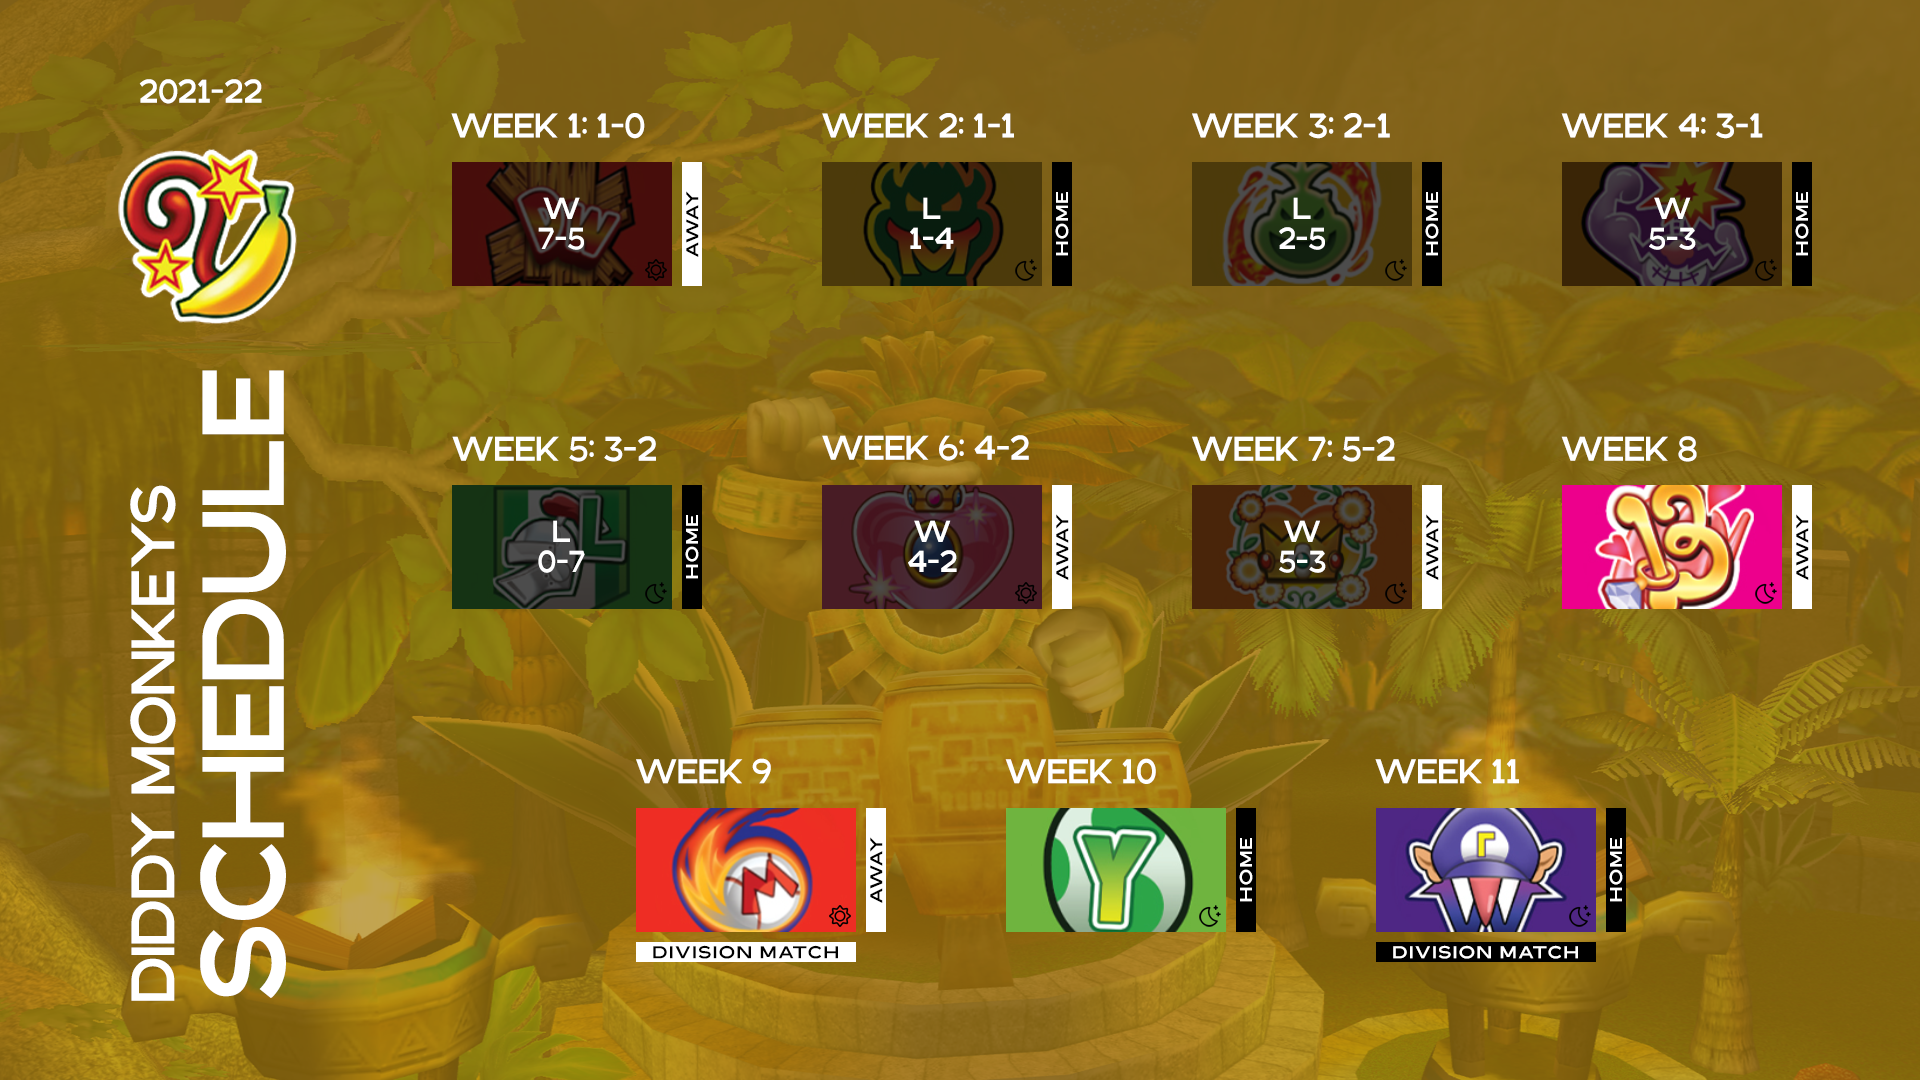 2021-22
DIDDY MONKEYS
SCHEDULE
WEEK 1: 1-0
W
7-5
AWAY
WEEK 2: 1-1
L
1-4
HOME
WEEK 3: 2-1
L
2-5
HOME
WEEK 4: 3-1
W
5-3
HOME
WEEK 5: 3-2
L
L
0-7
HOME
WEEK 6: 4-2
W
4-2
AWAY
WEEK 7: 5-2
W
5-3
AWAY
WEEK 8
AWAY
WEEK 9
M
AWAY
DIVISION MATCH
WEEK 10
Y
HOME
WEEK 11
Γ
W
HOME
DIVISION MATCH